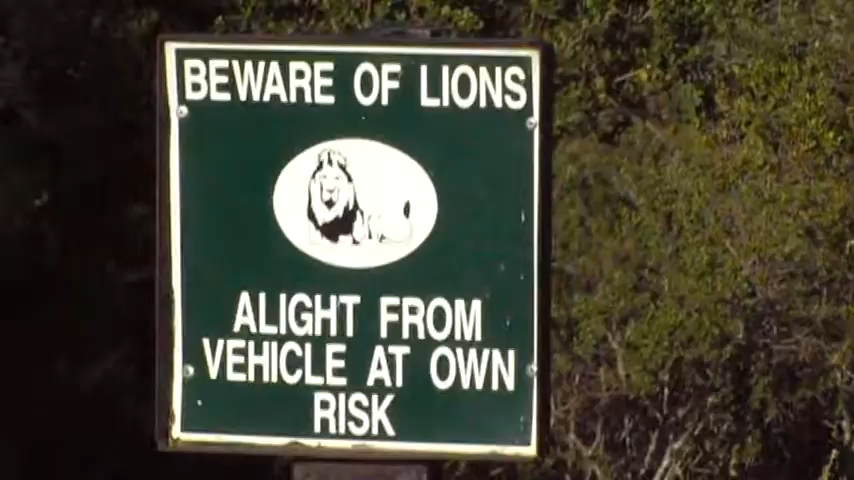 BEWARE OF LIONS
ALIGHT FROM
VEHICLE AT OWN
RISK